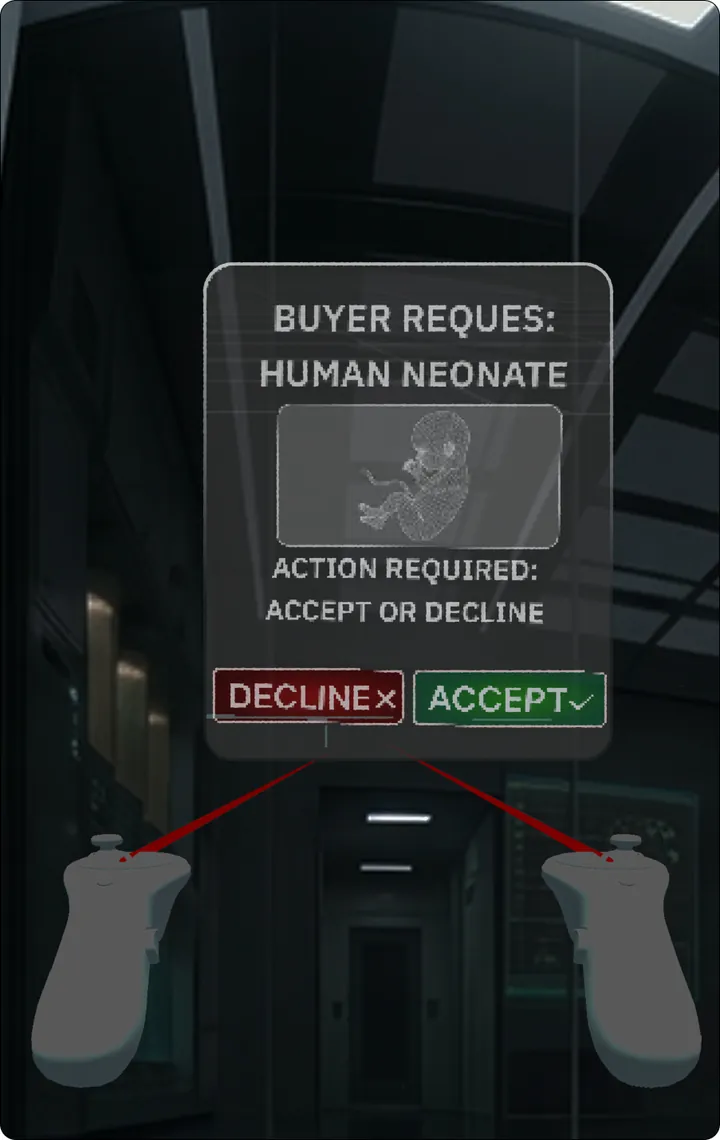 BUYER REQUES:
HUMAN NEONATE
ACTION REQUIRED:
ACCEPT OR DECLINE
DECLINE×
ACCEPT✓